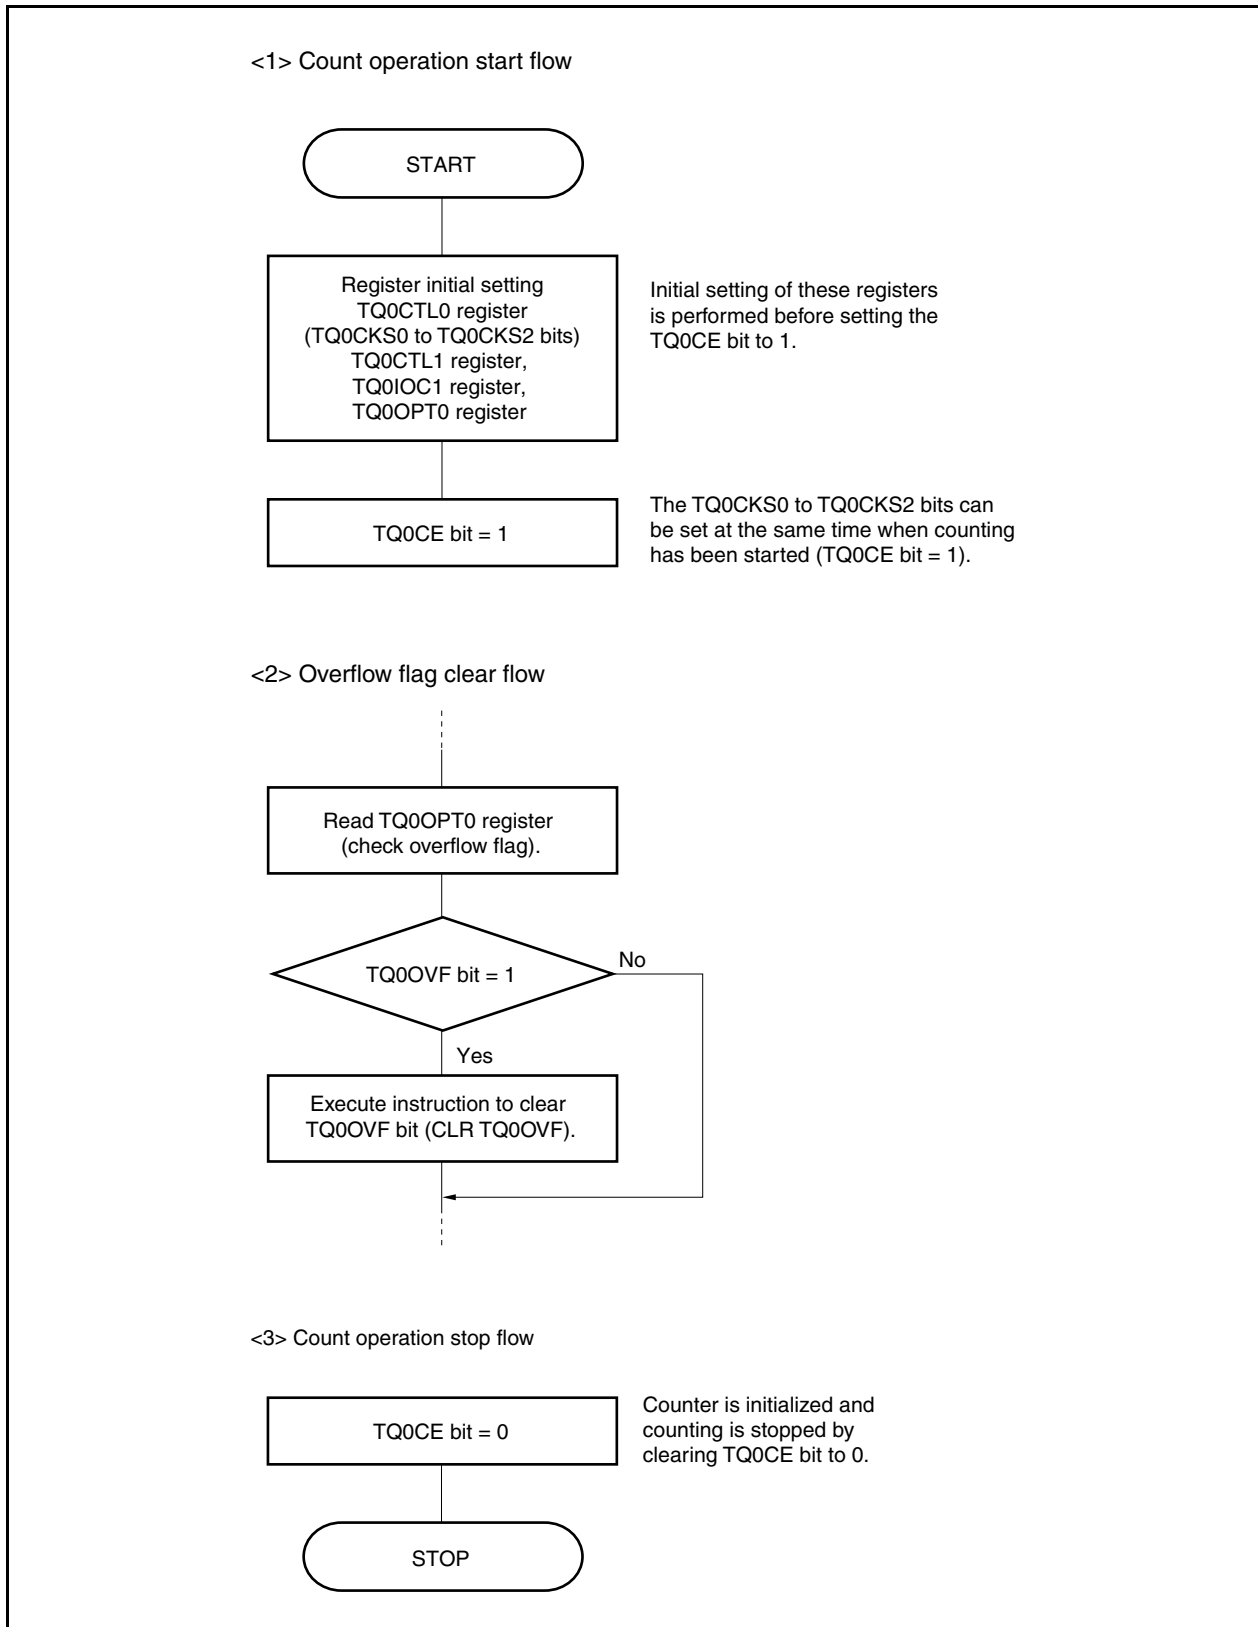 <1> Count operation start flow
START
Register initial setting
TQ0CTL0 register
(TQ0CKS0 to TQ0CKS2 bits)
TQ0CTL1 register,
TQ0IOC1 register,
TQ0OPT0 register
Initial setting of these registers
is performed before setting the
TQ0CE bit to 1.
TQ0CE bit = 1
The TQ0CKS0 to TQ0CKS2 bits can
be set at the same time when counting
has been started (TQ0CE bit = 1).
<2> Overflow flag clear flow
Read TQ0OPT0 register
(check overflow flag).
TQ0OVF bit = 1
No
Yes
Execute instruction to clear
TQ0OVF bit (CLR TQ0OVF).
<3> Count operation stop flow
TQ0CE bit = 0
Counter is initialized and
counting is stopped by
clearing TQ0CE bit to 0.
STOP